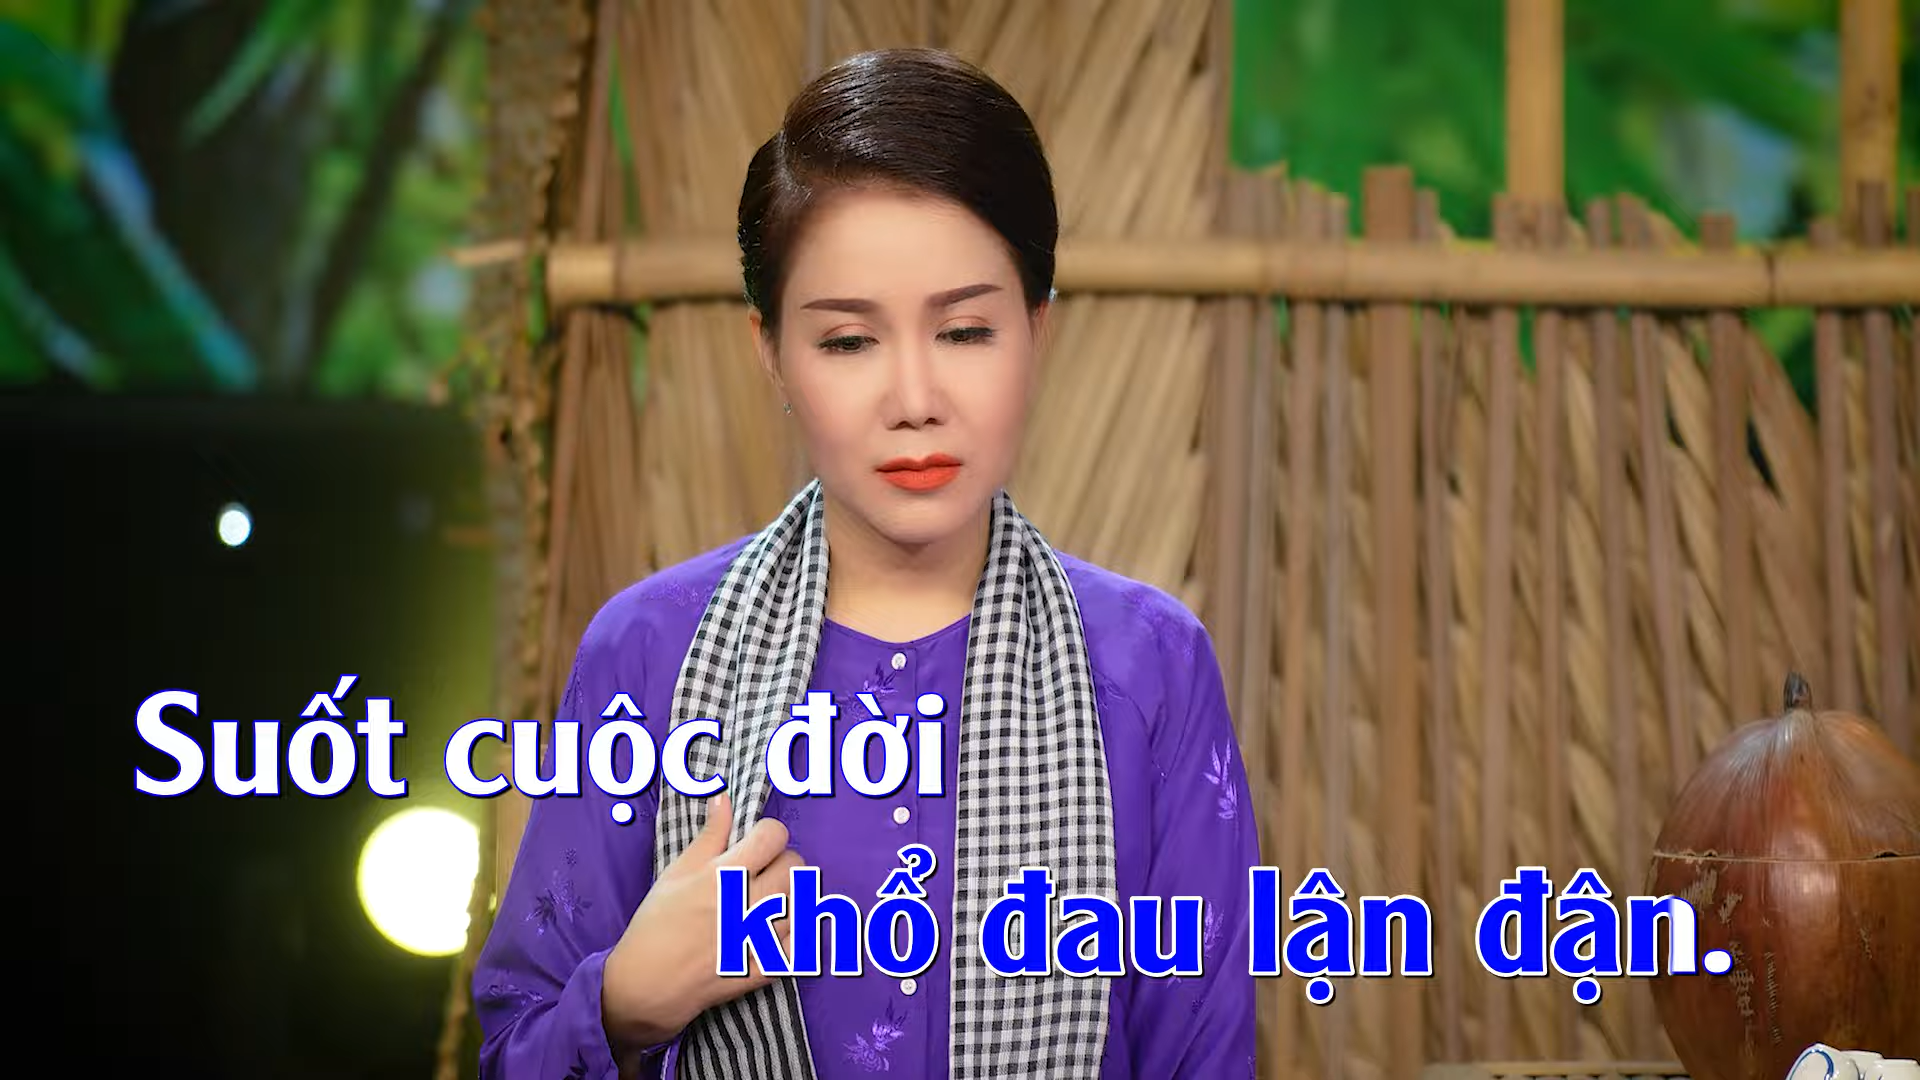 Suốt cuộc đời
khổ đau lận đận.